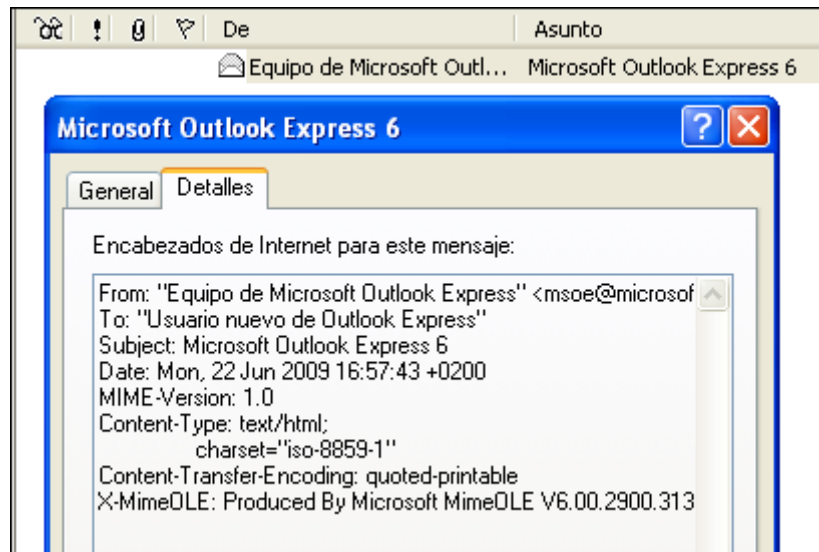 De Asunto
Equipo de Microsoft Outl... Microsoft Outlook Express 6
Microsoft Outlook Express 6
General Detalles
Encabezados de Internet para este mensaje:
From: "Equipo de Microsoft Outlook Express" <msoe@microsof
To: "Usuario nuevo de Outlook Express"
Subject: Microsoft Outlook Express 6
Date: Mon, 22 Jun 2009 16:57:43 +0200
MIME-Version: 1.0
Content-Type: text/html;
charset="iso-8859-1"
Content-Transfer-Encoding: quoted-printable
X-MimeOLE: Produced By Microsoft MimeOLE V6.00.2900.313